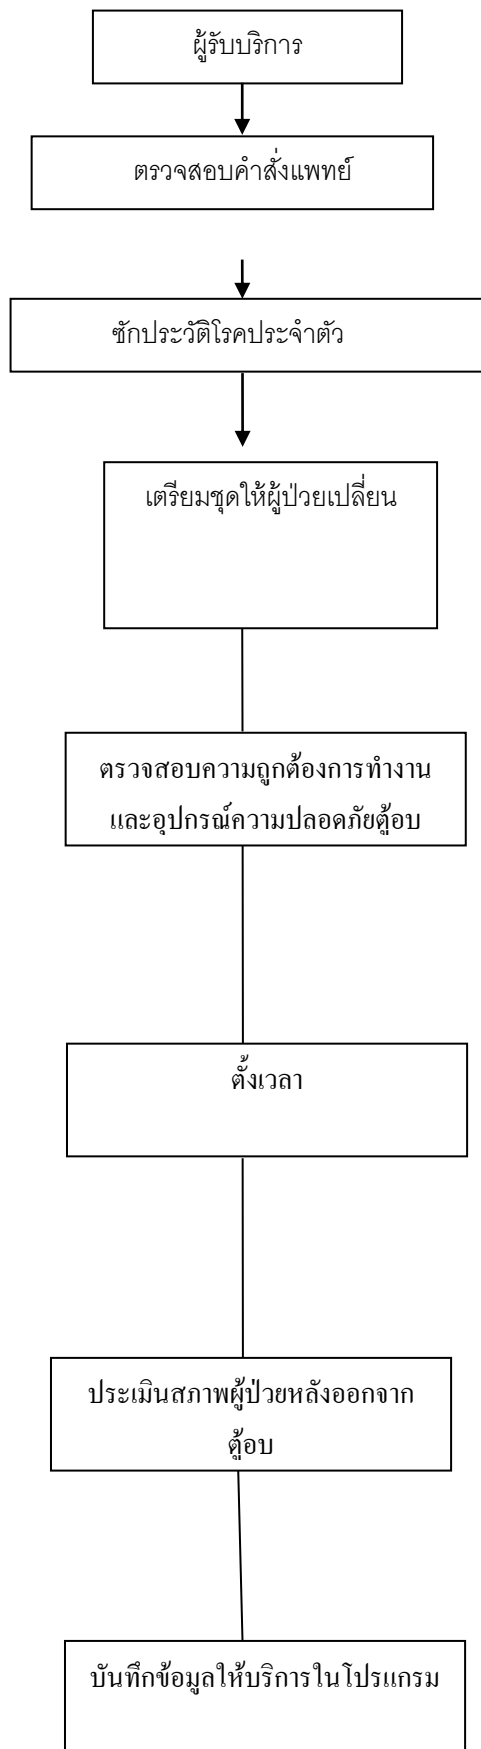 ผู้รับบริการ
ตรวจสอบคำสั่งแพทย์
ซักประวัติโรคประจำตัว
เตรียมชุดให้ผู้ป่วยเปลี่ยน
ตรวจสอบความถูกต้องการทำงาน
และอุปกรณ์ความปลอดภัยตู้อบ
ตั้งเวลา
ประเมินสภาพผู้ป่วยหลังออกจาก
ตู้อบ
บันทึกข้อมูลให้บริการในโปรแกรม